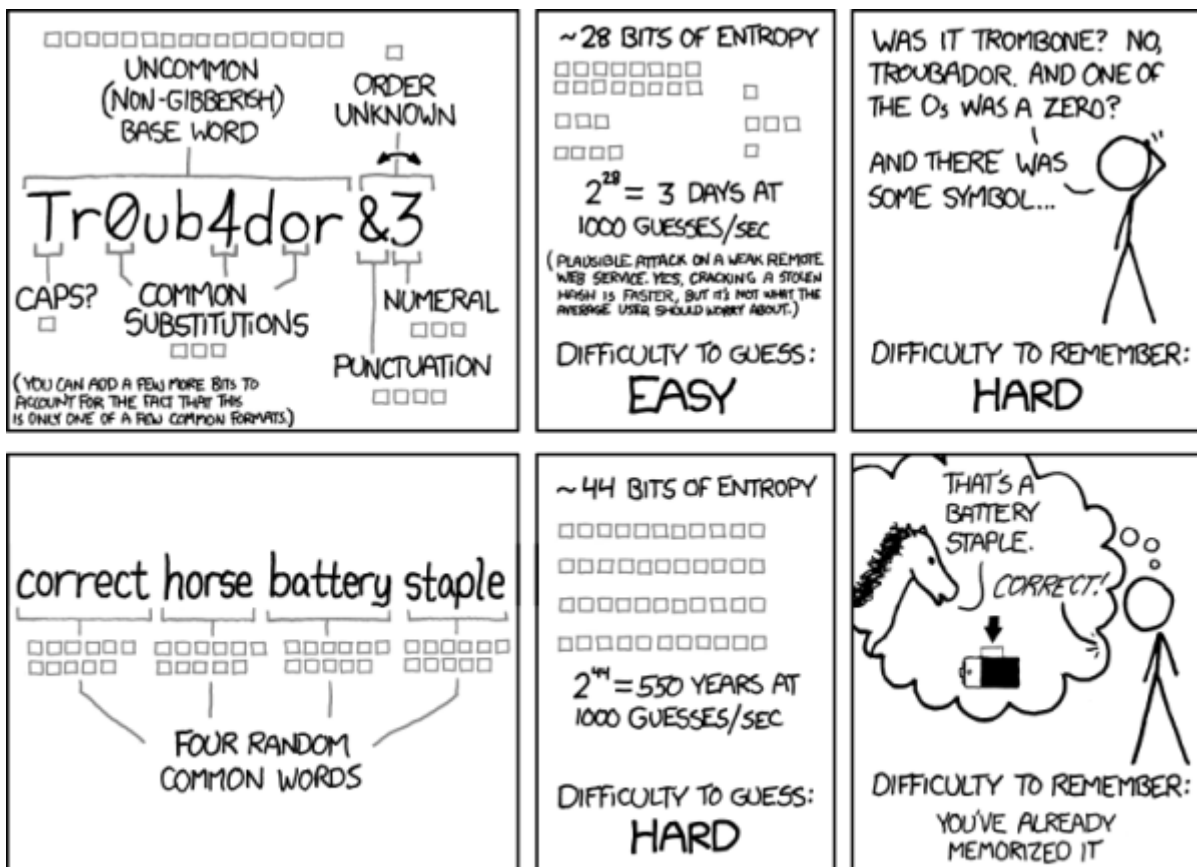 UNCOMMON
(NON-GIBBERISH)
BASE WORD
ORDER
UNKNOWN
Tr0ub4dor &3
CAPS?
COMMON
SUBSTITUTIONS
NUMERAL
PUNCTUATION
(YOU CAN ADD A FEW MORE BITS TO
ACCOUNT FOR THE FACT THAT THIS
IS ONLY ONE OF A FEW COMMON FORMATS.)
~28 BITS OF ENTROPY
2^28 = 3 DAYS AT
1000 GUESSES/SEC
(PLAUSIBLE ATTACK ON A WEAK REMOTE
WEB SERVICE. YES, CRACKING A STOLEN
HASH IS FASTER, BUT IT'S NOT WHAT THE
AVERAGE USER SHOULD WORRY ABOUT.)
DIFFICULTY TO GUESS:
EASY
WAS IT TROMBONE? NO,
TROUBADOR. AND ONE OF
THE Os WAS A ZERO?
AND THERE WAS
SOME SYMBOL...
DIFFICULTY TO REMEMBER:
HARD
correct horse battery staple
FOUR RANDOM
COMMON WORDS
~44 BITS OF ENTROPY
2^44 = 550 YEARS AT
1000 GUESSES/SEC
DIFFICULTY TO GUESS:
HARD
THAT'S A
BATTERY
STAPLE.
CORRECT!
DIFFICULTY TO REMEMBER:
YOU'VE ALREADY
MEMORIZED IT